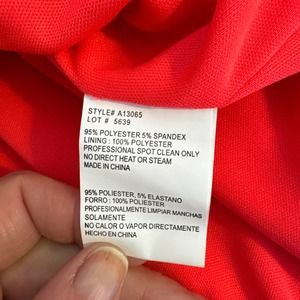 STYLE# A13065
LOT # 5639
95% POLYESTER 5% SPANDEX
LINING : 100% POLYESTER
PROFESSIONAL SPOT CLEAN ONLY
NO DIRECT HEAT OR STEAM
MADE IN CHINA
95% POLIESTER, 5% ELASTANO
FORRO : 100% POLIESTER
PROFESIONALMENTE LIMPIAR MANCHAS
SOLAMENTE
NO CALOR O VAPOR DIRECTAMENTE
HECHO EN CHINA